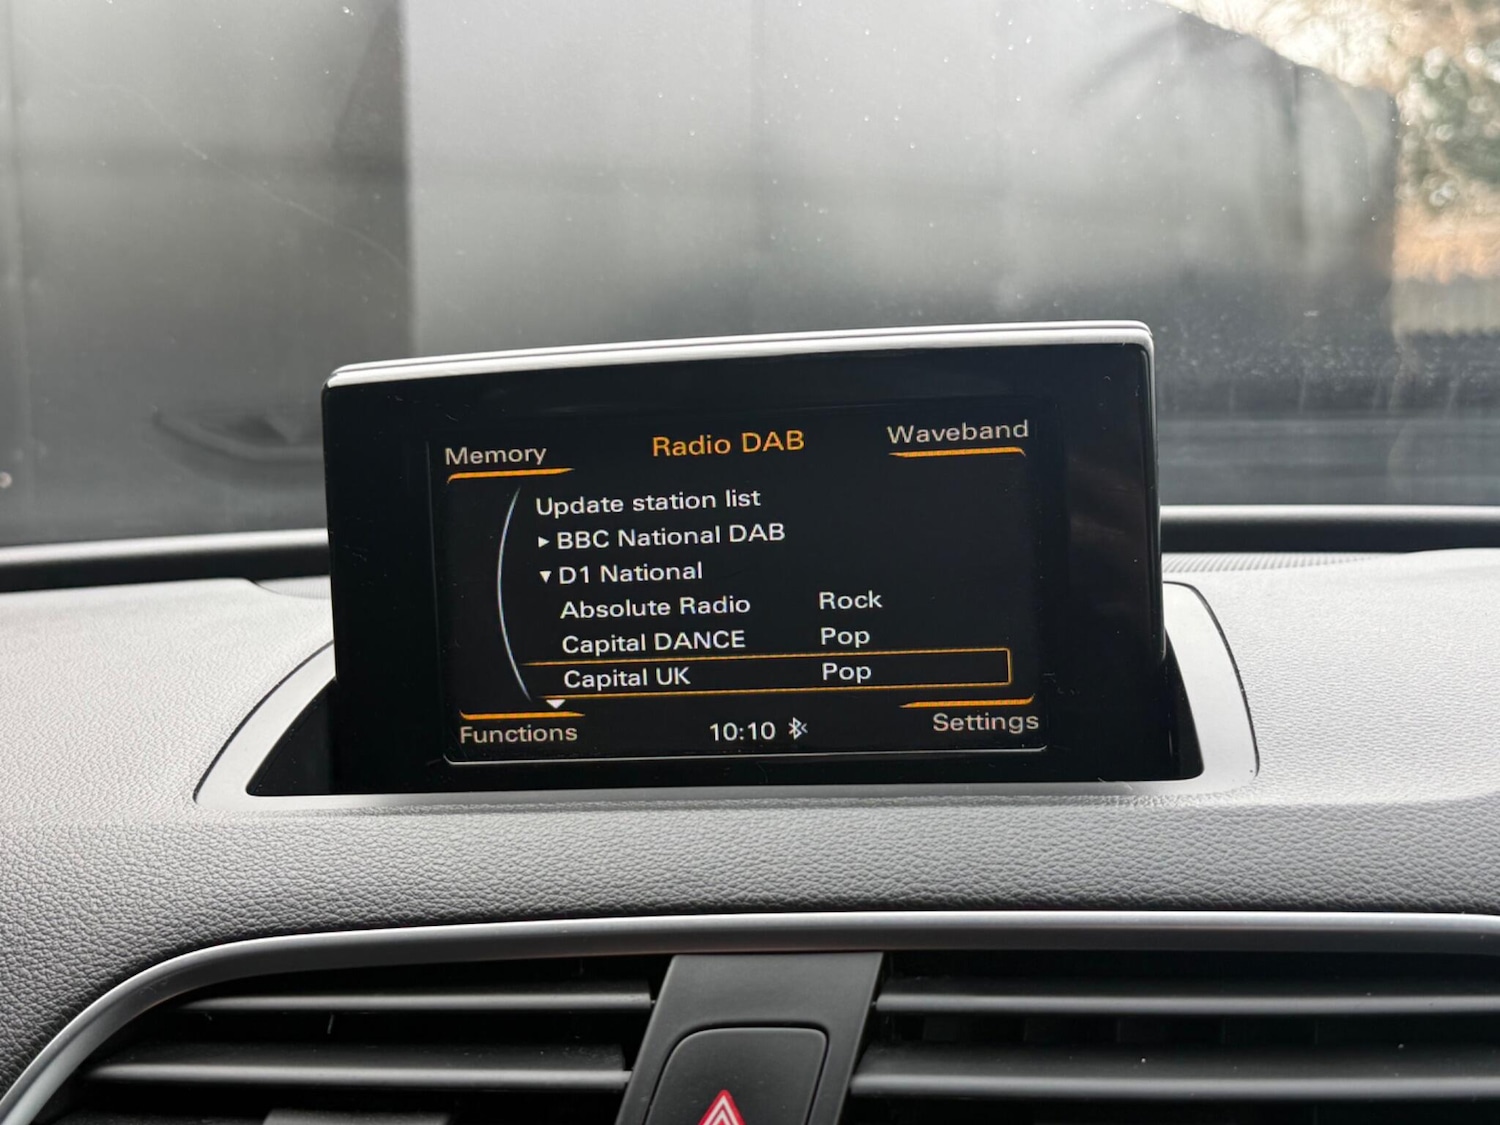 Memory Radio DAB Waveband
Update station list
▸ BBC National DAB
▾ D1 National
Absolute Radio Rock
Capital DANCE Pop
Capital UK Pop
Functions 10:10 Settings